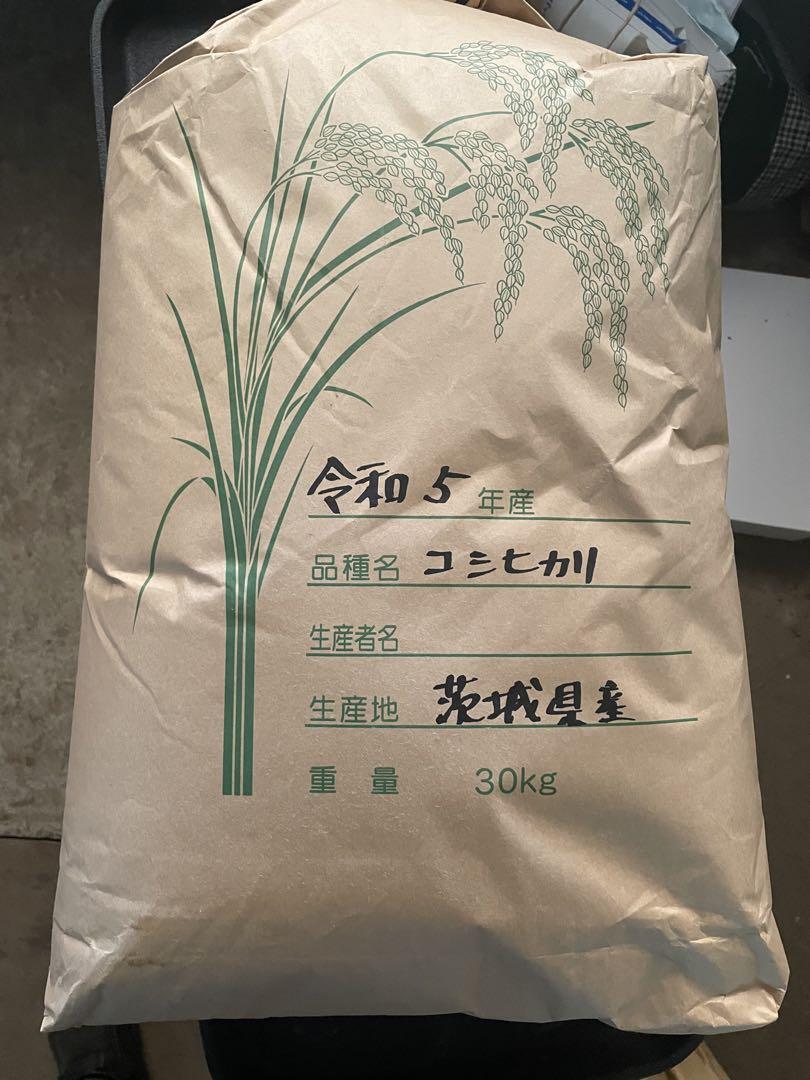 令和5年産
品種名 コシヒカリ
生産者名
生産地 茨城県産
重量 30kg